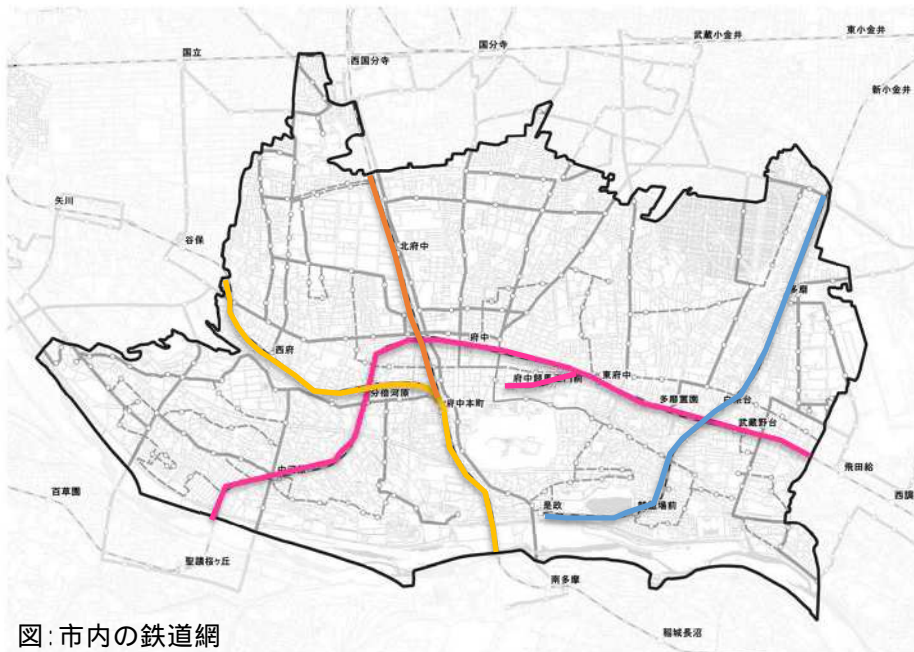 東小金井
武蔵小金井
国分寺
国立
西国分寺
新小金井
矢川
谷保
北府中
多磨
府中
西府
東府中
府中競馬正門前
分倍河原
多磨霊園
白糸台
府中本町
武蔵野台
飛田給
中河原
百草園
西調
是政
競艇場前
聖蹟桜ヶ丘
南多摩
稲城長沼
図:市内の鉄道網